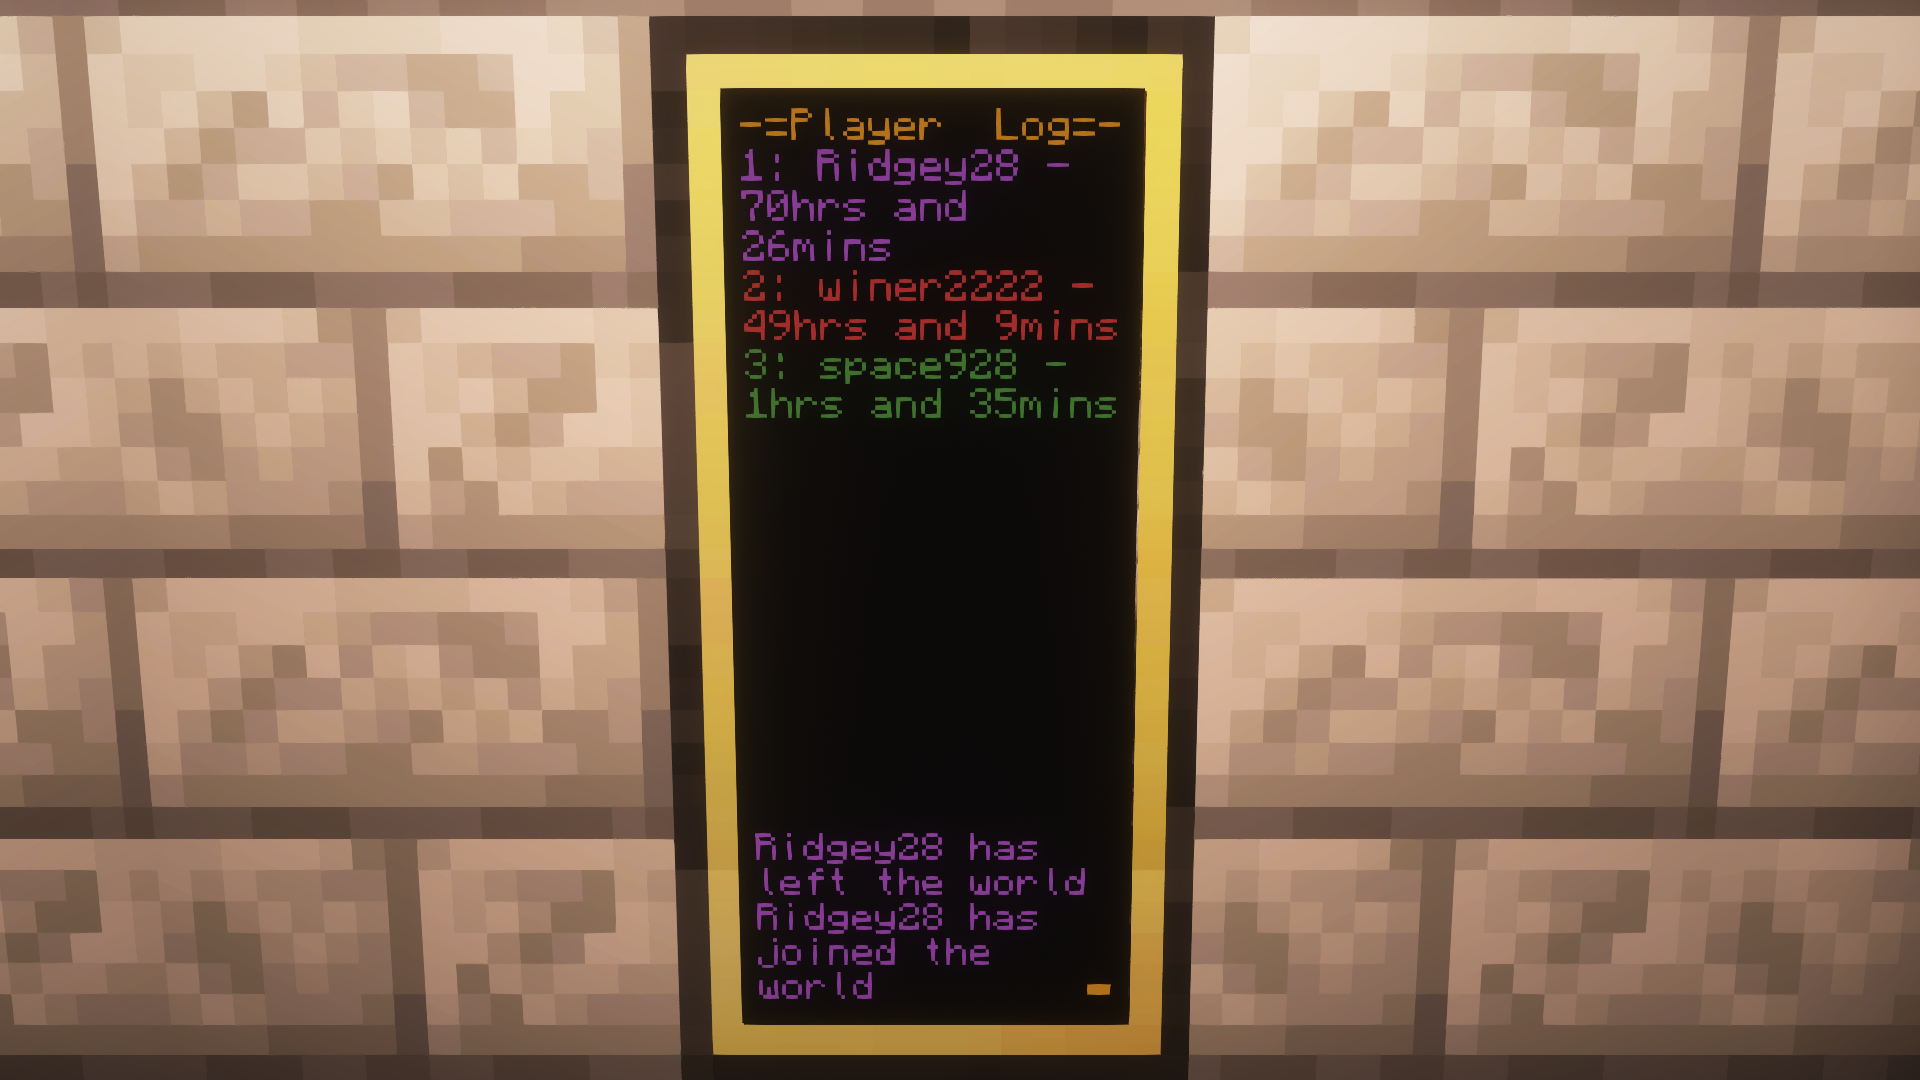 -=Player Log=-
1: Ridgey28 -
70hrs and
26mins
2: winer2222 -
49hrs and 9mins
3: space928 -
1hrs and 35mins
Ridgey28 has
left the world
Ridgey28 has
joined the
world